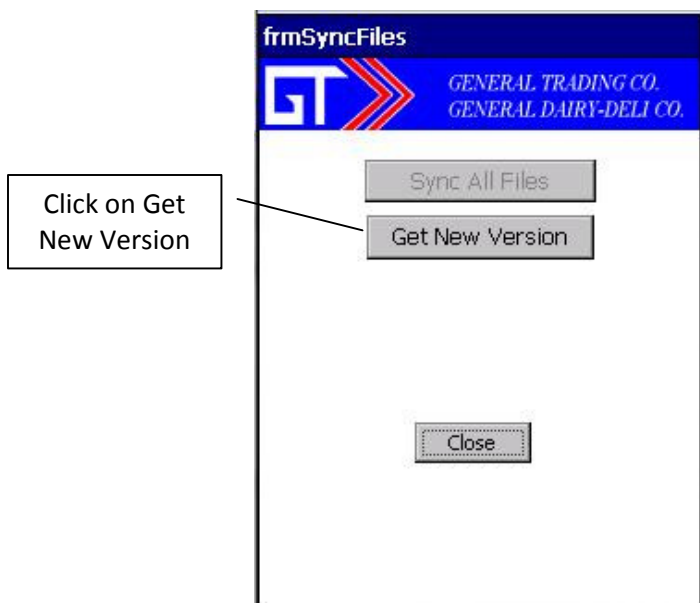 frmSyncFiles
GT
GENERAL TRADING CO.
GENERAL DAIRY-DELI CO.
Sync All Files
Click on Get
New Version
Get New Version
Close